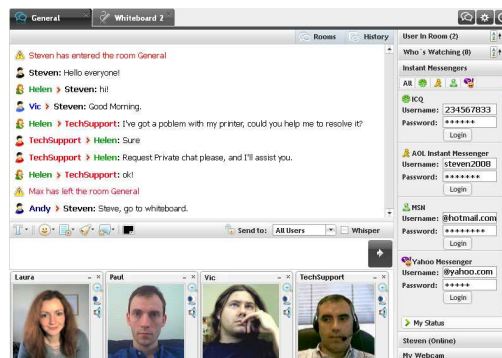 General
Whiteboard 2
Rooms
History
Steven has entered the room General
Steven: Hello everyone!
Helen > Steven: hi!
Vic > Steven: Good Morning.
Helen > TechSupport: I've got a poblem with my printer, could you help me to resolve it?
TechSupport > Helen: Sure
TechSupport > Helen: Request Private chat please, and I'll assist you.
Helen > TechSupport: ok!
Max has left the room General
Andy > Steven: Steve, go to whiteboard.
Send to: All Users
Whisper
Laura
Paul
Vic
TechSupport
User In Room (2)
Who`s Watching (0)
Instant Messengers
All
ICQ
Username: 234567833
Password: ******
Login
AOL Instant Messenger
Username: steven2008
Password: *******
Login
MSN
Username: @hotmail.com
Password: ********
Login
Yahoo Messenger
Username: @yahoo.com
Password: *****
Login
My Status
Steven (Online)
My Webcam